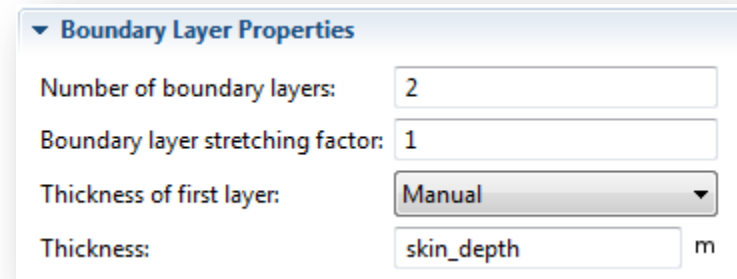 Boundary Layer Properties
Number of boundary layers: 2
Boundary layer stretching factor: 1
Thickness of first layer: Manual
Thickness: skin_depth m